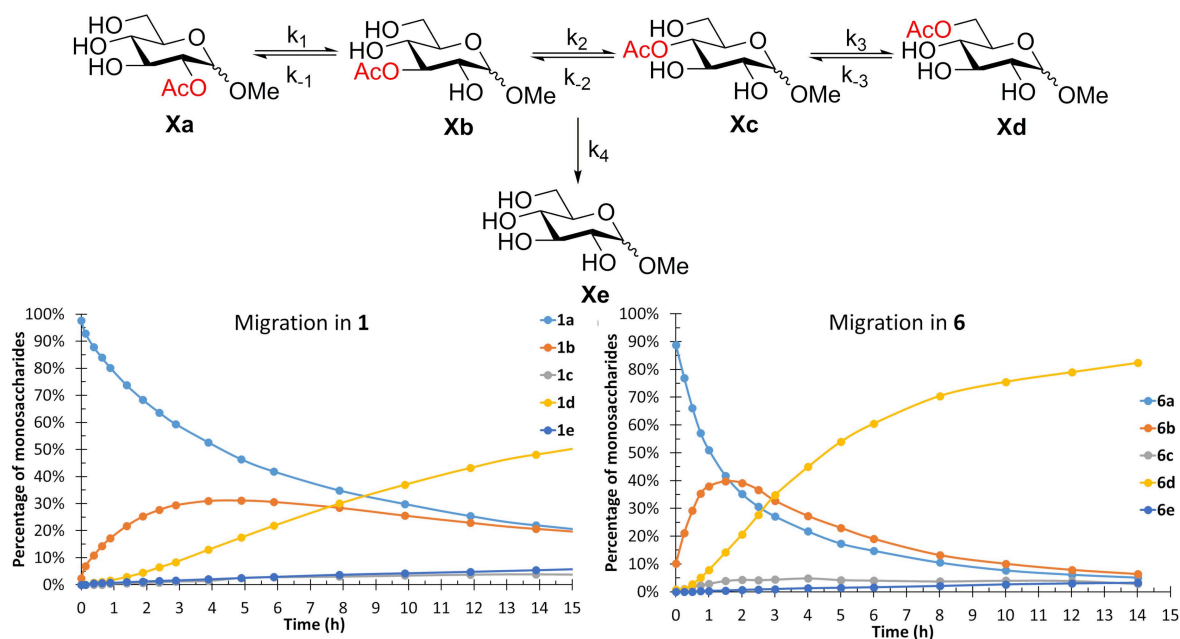 HO HO HO AcO O OMe
k1
k-1
HO HO AcO O HO OMe
k2
k-2
HO AcO HO O HO OMe
k3
k-3
AcO HO HO O HO OMe
Xa
Xb
Xc
Xd
k4
HO HO HO O HO OMe
Xe
Migration in 1
Percentage of monosaccharides
100%
90%
80%
70%
60%
50%
40%
30%
20%
10%
0%
0 1 2 3 4 5 6 7 8 9 10 11 12 13 14 15
Time (h)
1a
1b
1c
1d
1e
Migration in 6
Percentage of monosaccharides
100%
90%
80%
70%
60%
50%
40%
30%
20%
10%
0%
0 1 2 3 4 5 6 7 8 9 10 11 12 13 14 15
Time (h)
6a
6b
6c
6d
6e